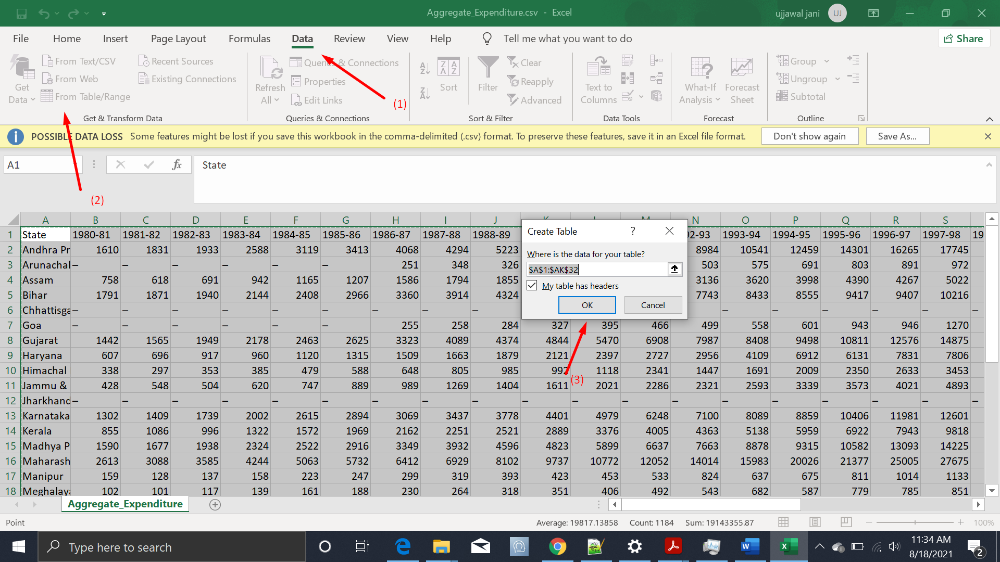 Aggregate_Expenditure.csv - Excel
ujjawal jani UJ
File Home Insert Page Layout Formulas Data Review View Help Tell me what you want to do Share
Get Data
From Text/CSV
From Web
From Table/Range
Recent Sources
Existing Connections
Get & Transform Data
Refresh All
Queries & Connections
Properties
Edit Links
Queries & Connections
(1)
Sort
Filter
Clear
Reapply
Advanced
Sort & Filter
Text to Columns
Data Tools
What-If Analysis
Forecast Sheet
Forecast
Group
Ungroup
Subtotal
Outline
POSSIBLE DATA LOSS Some features might be lost if you save this workbook in the comma-delimited (.csv) format. To preserve these features, save it in an Excel file format. Don't show again Save As...
A1 fx State
(2)
A B C D E F G H I J N O P Q R S
1 State 1980-81 1981-82 1982-83 1983-84 1984-85 1985-86 1986-87 1987-88 1988-89 92-93 1993-94 1994-95 1995-96 1996-97 1997-98 19
2 Andhra Pr 1610 1831 1933 2588 3119 3413 4068 4294 5223 8984 10541 12459 14301 16265 17745
3 Arunachal – – – – – – 251 348 326 503 575 691 803 891 972
4 Assam 758 618 691 942 1165 1207 1586 1794 1855 3136 3620 3998 4390 4267 5022
5 Bihar 1791 1871 1940 2144 2408 2966 3360 3914 4324 7743 8433 8555 9417 9407 10216
6 Chhattisga – – – – – – – – – – – – – – –
7 Goa – – – – – – 255 258 284 327 395 466 499 558 601 943 946 1270
8 Gujarat 1442 1565 1949 2178 2463 2625 3323 4089 4374 4844 5470 6908 7987 8408 9498 10811 12576 14875
9 Haryana 607 696 917 960 1120 1315 1509 1663 1879 2121 2397 2727 2956 4109 6912 6131 7831 7806
10 Himachal 338 297 353 385 479 588 648 805 985 992 1118 2341 1447 1691 2009 2350 2633 3453
11 Jammu & 428 548 504 620 747 889 989 1269 1404 1611 2021 2286 2321 2593 3339 3573 4021 4893
12 Jharkhand – – – – – – – – – – – – – – – – – – –
13 Karnataka 1302 1409 1739 2002 2615 2894 3069 3437 3778 4401 4979 6248 7100 8089 8859 10406 11981 12601
14 Kerala 855 1086 996 1322 1572 1969 2162 2251 2521 2889 3376 4005 4363 5138 5959 6922 7943 9818
15 Madhya P 1590 1677 1938 2324 2522 2916 3349 3932 4596 4823 5899 6637 7663 8878 9315 10582 13093 14225
16 Maharash 2613 3088 3585 4244 5063 5732 6412 6929 8102 9737 10772 12052 14014 15983 20026 21377 25005 27675
17 Manipur 159 128 137 158 223 247 299 319 393 423 453 533 824 637 675 811 1014 1133
18 Meghalaya 102 101 117 139 161 188 230 264 318 351 406 492 543 682 587 779 785 851
Create Table ?
Where is the data for your table?
$A$1:$AK$32
My table has headers
OK Cancel
(3)
Aggregate_Expenditure
Point Average: 19817.13858 Count: 1184 Sum: 19143355.87 100%
Type here to search
11:34 AM
8/18/2021
2